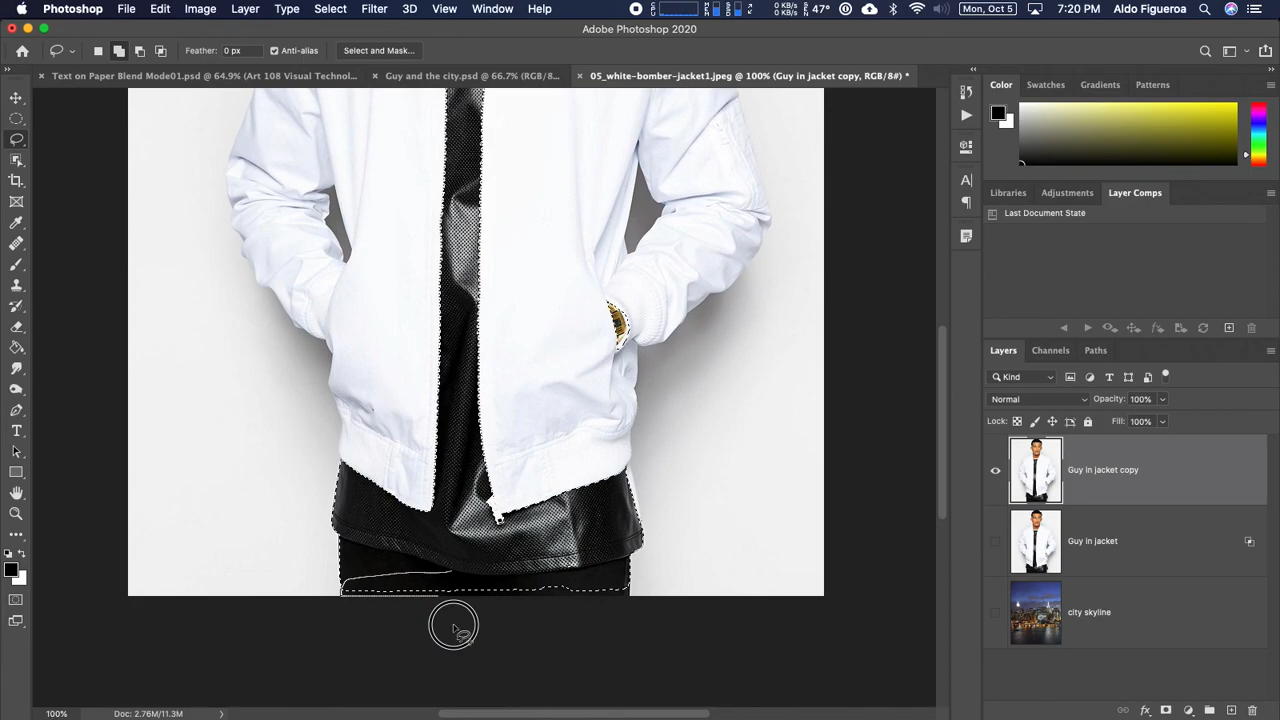 Photoshop File Edit Image Layer Type Select Filter 3D View Window Help 0 KB/s 0 KB/s 47° Mon, Oct 5 7:20 PM Aldo Figueroa
Adobe Photoshop 2020
Feather: 0 px Anti-alias Select and Mask...
Text on Paper Blend Mode01.psd @ 64.9% (Art 108 Visual Technol... Guy and the city.psd @ 66.7% (RGB/8... 05_white-bomber-jacket1.jpeg @ 100% (Guy in jacket copy, RGB/8#) *
Color Swatches Gradients Patterns
Libraries Adjustments Layer Comps
Last Document State
Layers Channels Paths
Kind
Normal Opacity: 100%
Lock: Fill: 100%
Guy in jacket copy
Guy in jacket
city skyline
100% Doc: 2.76M/11.3M